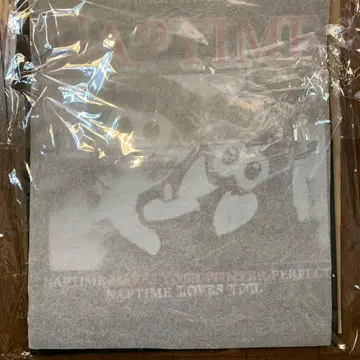 NAPTIME
NAPTIME MAKES YOUR WINTER PERFECT
NAPTIME LOVES YOU.